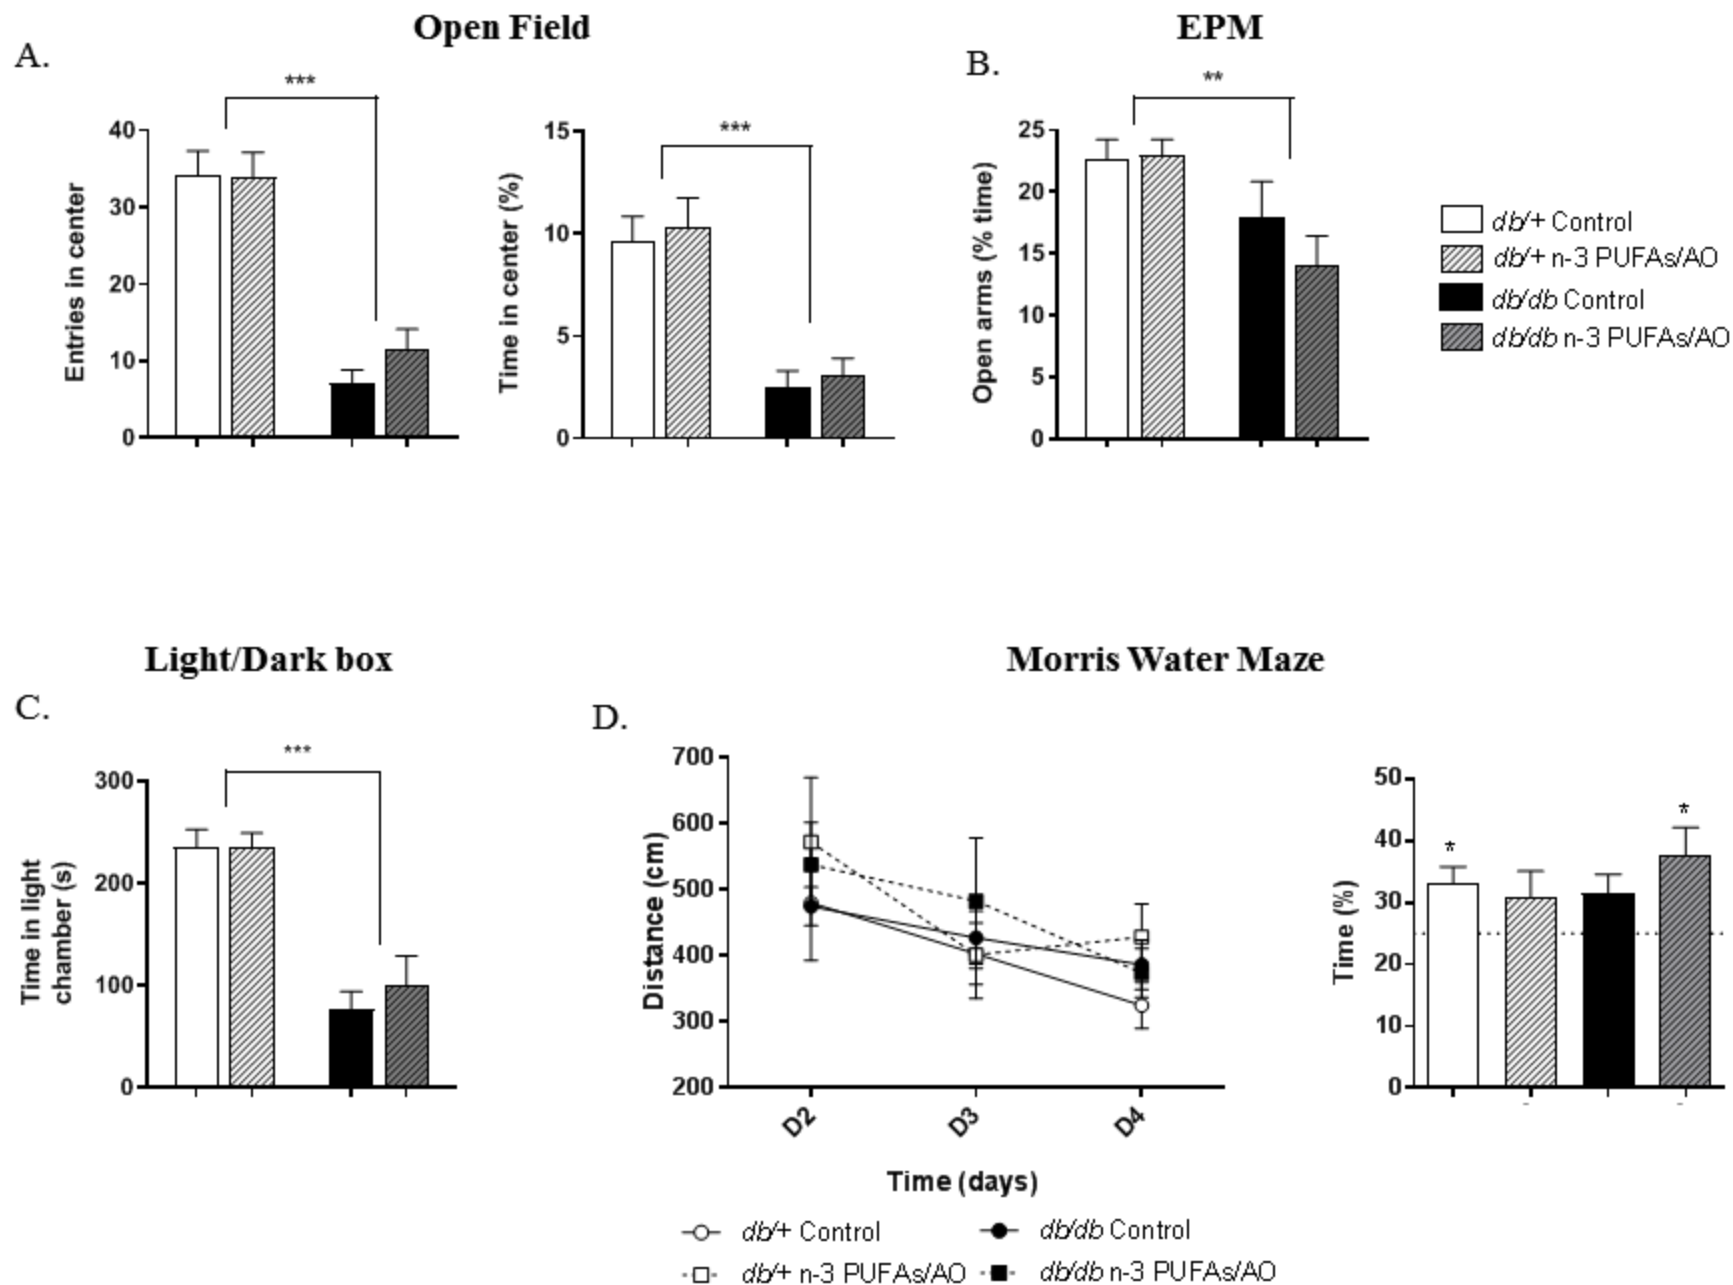 Open Field
EPM
A.
B.
***
***
**
Entries in center
40
30
20
10
0
Time in center (%)
15
10
5
0
Open arms (% time)
25
20
15
10
5
0
db/+ Control
db/+ n-3 PUFAs/AO
db/db Control
db/db n-3 PUFAs/AO
Light/Dark box
Morris Water Maze
C.
D.
***
Time in light
chamber (s)
300
200
100
0
Distance (cm)
700
600
500
400
300
200
D2
D3
D4
Time (days)
Time (%)
50
40
30
20
10
0
*
*
db/+ Control
db/db Control
db/+ n-3 PUFAs/AO
db/db n-3 PUFAs/AO